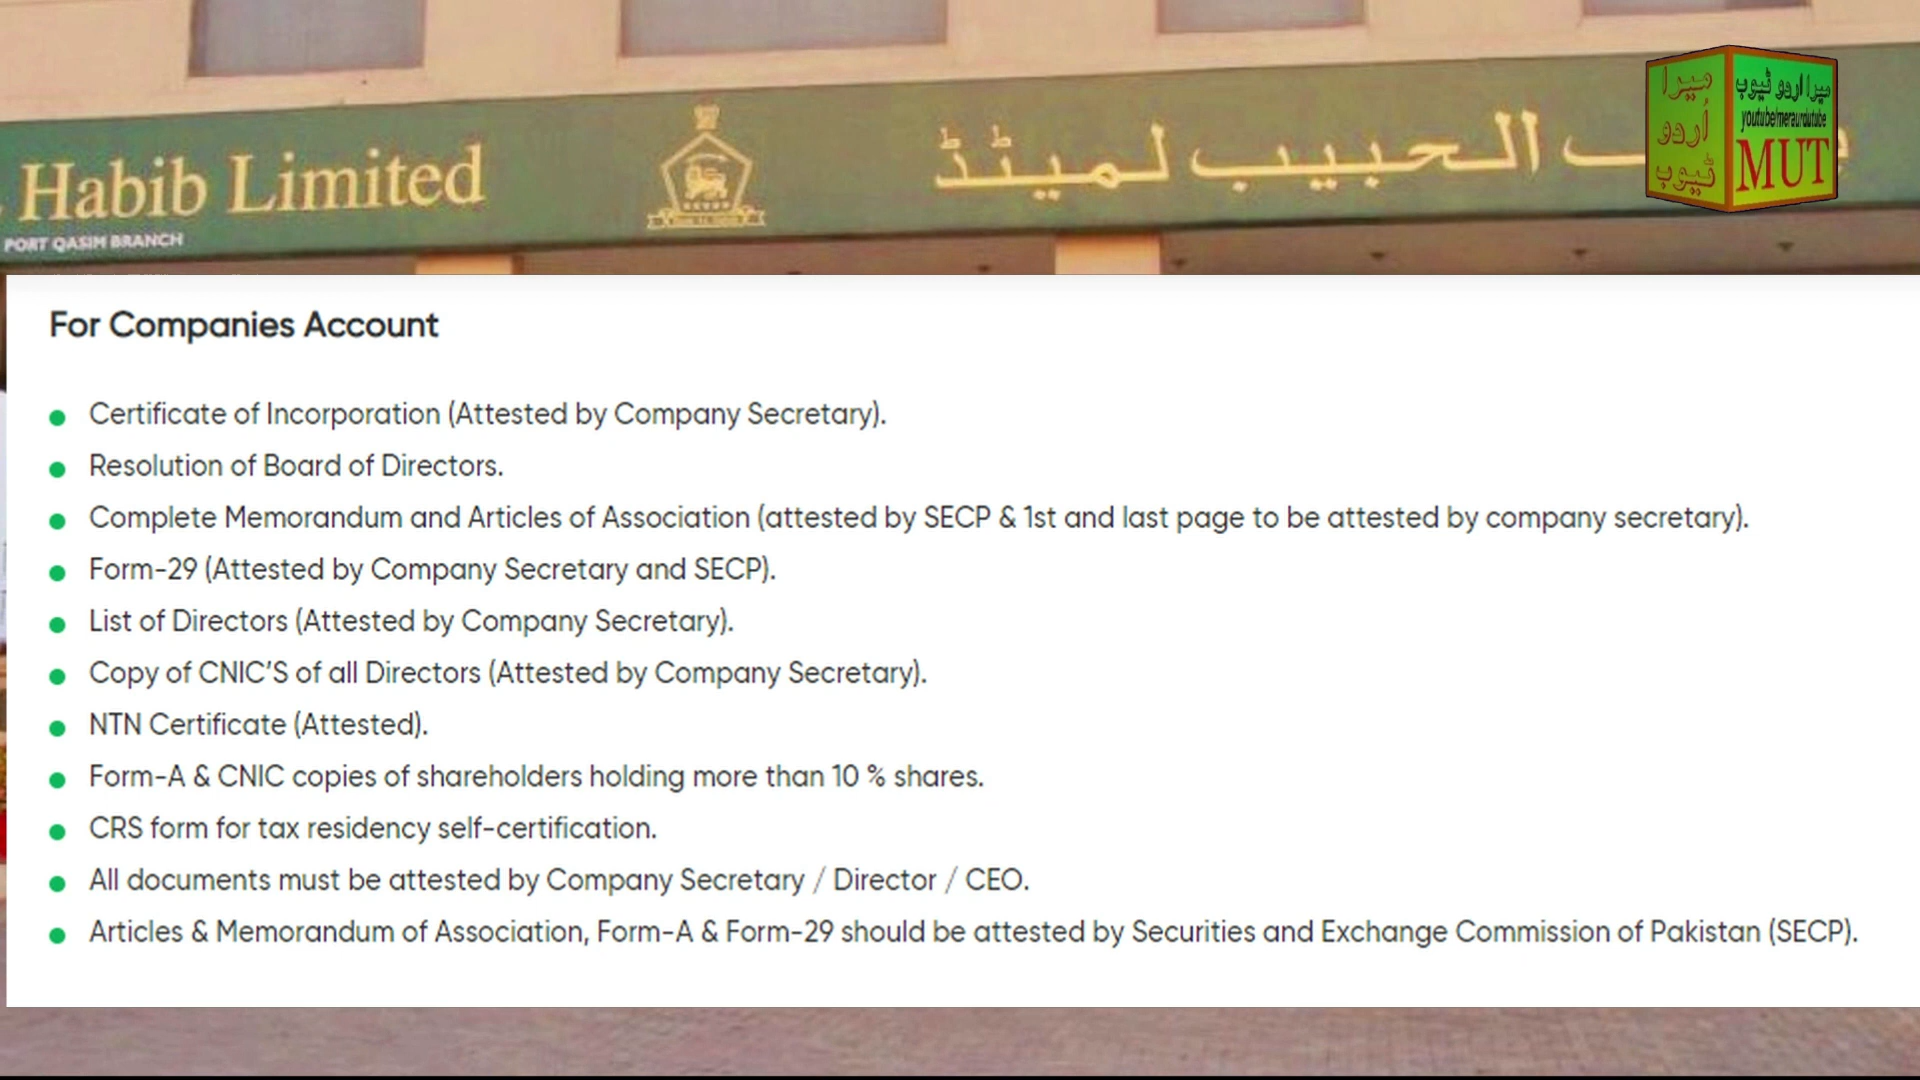 Habib Limited
PORT QASIM BRANCH
الحبیب لمیٹڈ
میرا
اُردو
ٹیوب
میرا اردو ٹیوب
youtube/meraurdutube
MUT
For Companies Account
Certificate of Incorporation (Attested by Company Secretary).
Resolution of Board of Directors.
Complete Memorandum and Articles of Association (attested by SECP & 1st and last page to be attested by company secretary).
Form-29 (Attested by Company Secretary and SECP).
List of Directors (Attested by Company Secretary).
Copy of CNIC'S of all Directors (Attested by Company Secretary).
NTN Certificate (Attested).
Form-A & CNIC copies of shareholders holding more than 10 % shares.
CRS form for tax residency self-certification.
All documents must be attested by Company Secretary / Director / CEO.
Articles & Memorandum of Association, Form-A & Form-29 should be attested by Securities and Exchange Commission of Pakistan (SECP).